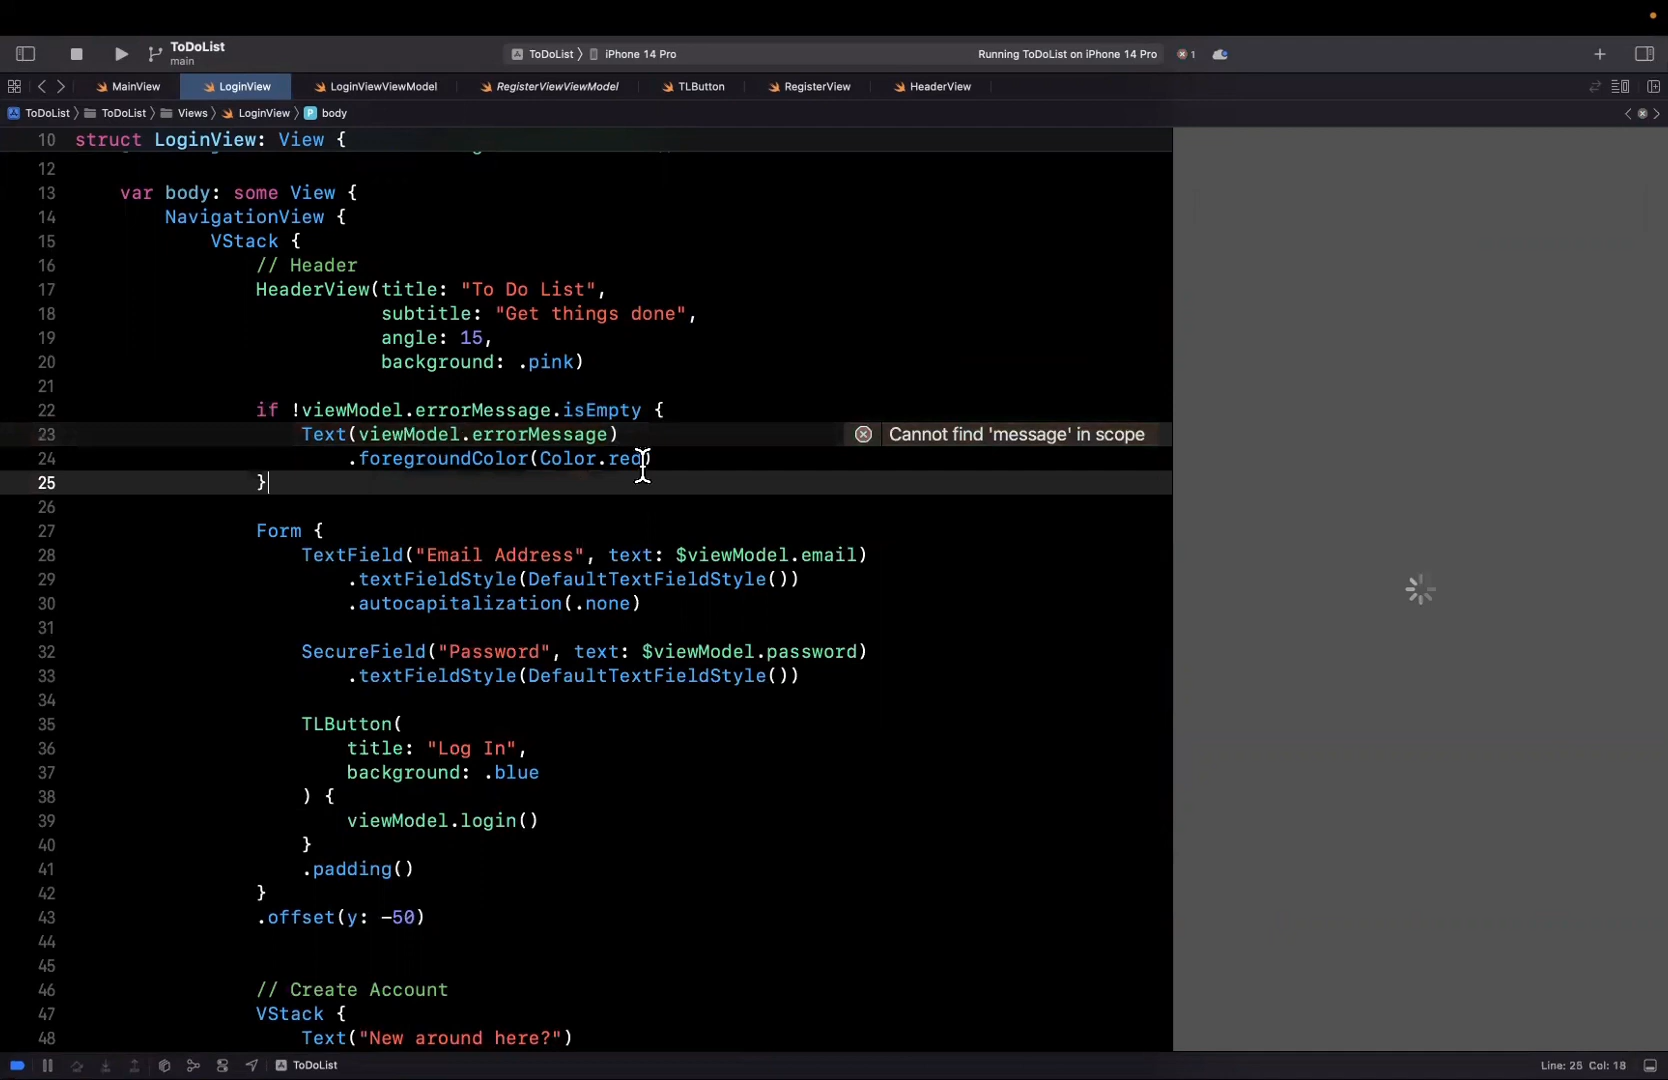 ToDoList
main
ToDoList 〉 iPhone 14 Pro
Running ToDoList on iPhone 14 Pro
1
MainView
LoginView
LoginViewViewModel
RegisterViewViewModel
TLButton
RegisterView
HeaderView
ToDoList 〉 ToDoList 〉 Views 〉 LoginView 〉 P body
10 struct LoginView: View {
12
13 var body: some View {
14 NavigationView {
15 VStack {
16 // Header
17 HeaderView(title: "To Do List",
18 subtitle: "Get things done",
19 angle: 15,
20 background: .pink)
21
22 if !viewModel.errorMessage.isEmpty {
23 Text(viewModel.errorMessage) Cannot find 'message' in scope
24 .foregroundColor(Color.red)
25 }
26
27 Form {
28 TextField("Email Address", text: $viewModel.email)
29 .textFieldStyle(DefaultTextFieldStyle())
30 .autocapitalization(.none)
31
32 SecureField("Password", text: $viewModel.password)
33 .textFieldStyle(DefaultTextFieldStyle())
34
35 TLButton(
36 title: "Log In",
37 background: .blue
38 ) {
39 viewModel.login()
40 }
41 .padding()
42 }
43 .offset(y: -50)
44
45
46 // Create Account
47 VStack {
48 Text("New around here?")
ToDoList
Line: 25 Col: 18